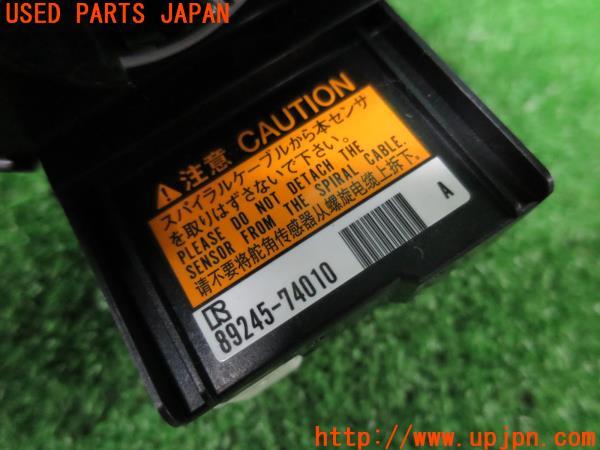 USED PARTS JAPAN
注意 CAUTION
スパイラルケーブルから本センサ
を取りはずさないで下さい。
PLEASE DO NOT DETACH THE
SENSOR FROM THE SPIRAL CABLE.
请不要将舵角传感器从螺旋电缆上拆下。
89245-74010
A
http://www.upjpn.com